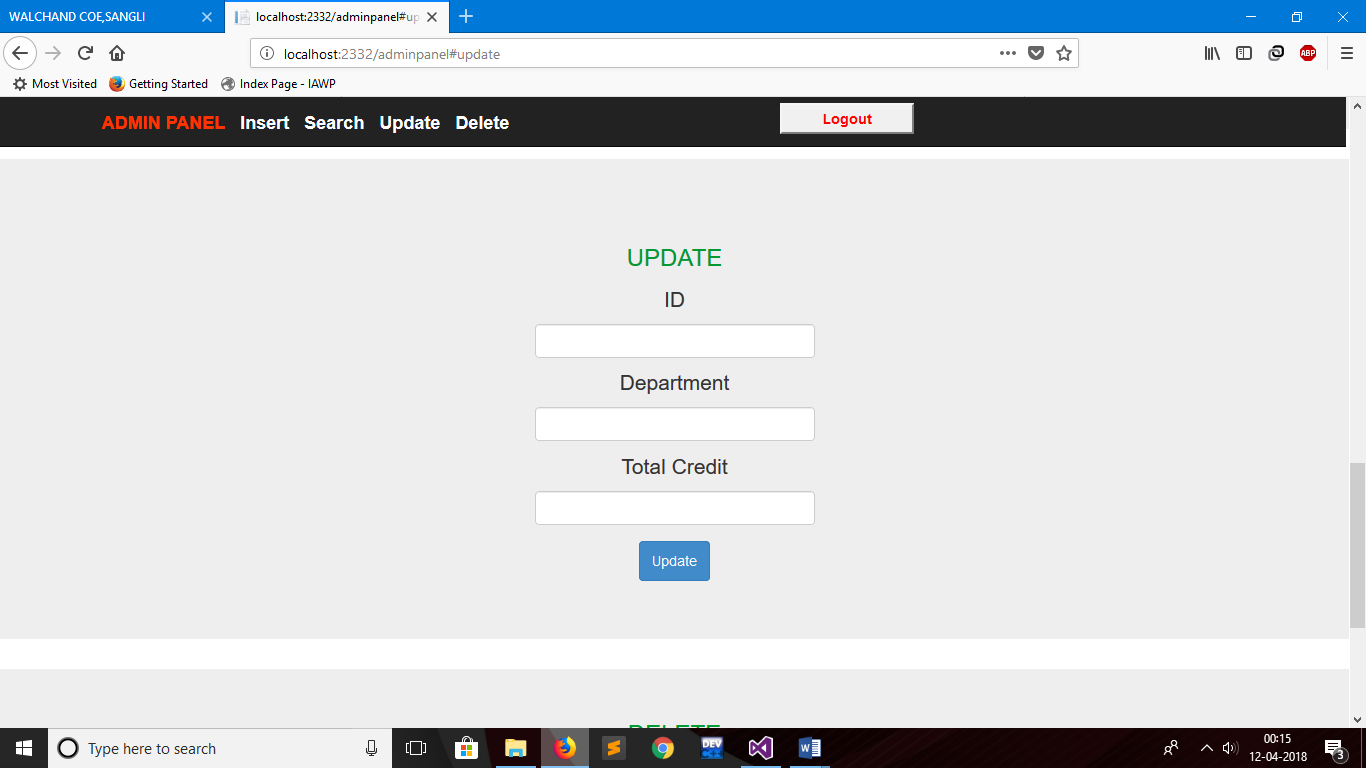 WALCHAND COE,SANGLI
localhost:2332/adminpanel#up
localhost:2332/adminpanel#update
ABP
Most Visited Getting Started Index Page - IAWP
ADMIN PANEL Insert Search Update Delete Logout
UPDATE
ID
Department
Total Credit
Update
DELETE
Type here to search
DEV
00:15
12-04-2018
3